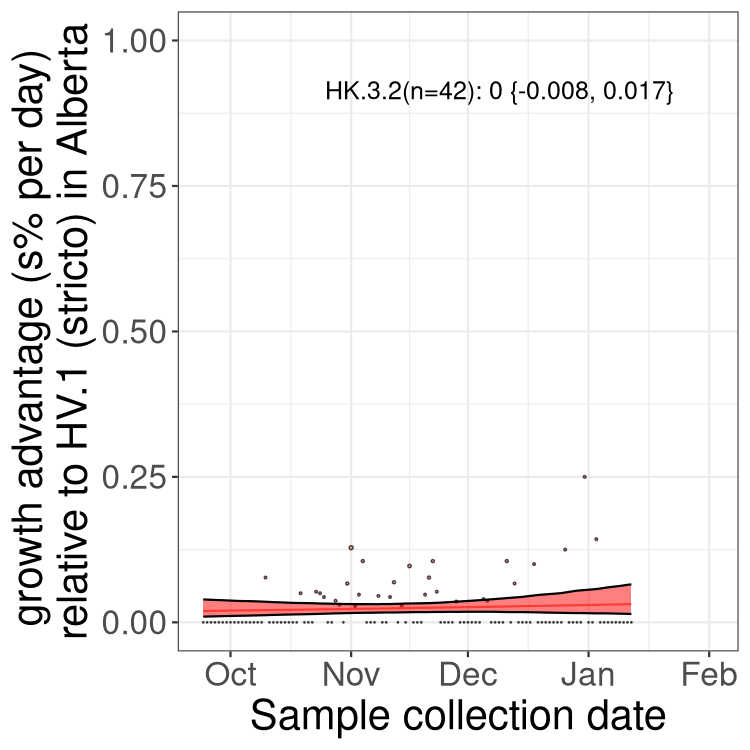 growth advantage (s% per day)
relative to HV.1 (stricto) in Alberta
1.00
HK.3.2(n=42): 0 {-0.008, 0.017}
0.75
0.50
0.25
0.00
Oct Nov Dec Jan Feb
Sample collection date